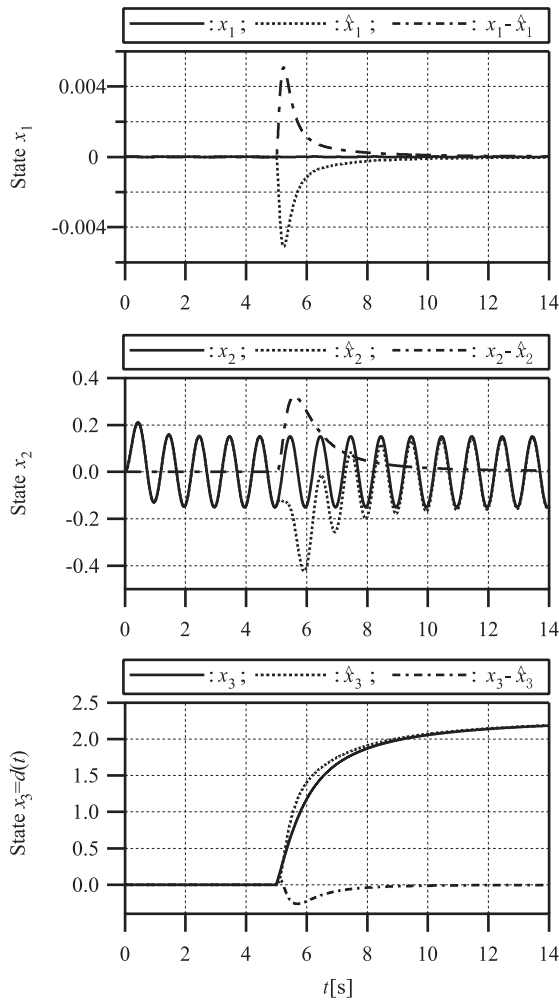 : x₁ ; : x̂₁ ; : x₁- x̂₁
State x₁
0.004
0
-0.004
0 2 4 6 8 10 12 14
: x₂ ; : x̂₂ ; : x₂- x̂₂
State x₂
0.4
0.2
0.0
-0.2
-0.4
0 2 4 6 8 10 12 14
: x₃ ; : x̂₃ ; : x₃- x̂₃
State x₃=d(t)
2.5
2.0
1.5
1.0
0.5
0.0
0 2 4 6 8 10 12 14
t[s]